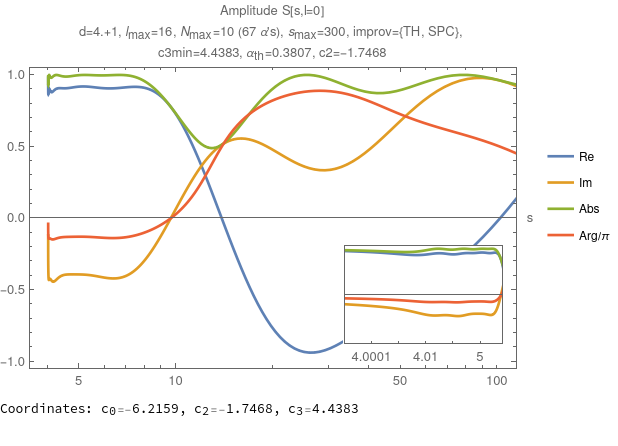 Amplitude S[s,l=0]
d=4.+1, lmax=16, Nmax=10 (67 α's), smax=300, improv={TH, SPC},
c3min=4.4383, αth=0.3807, c2=-1.7468
1.0
0.5
0.0
-0.5
-1.0
5 10 50 100
s
Re
Im
Abs
Arg/π
4.0001 4.01 5
Coordinates: c0=-6.2159, c2=-1.7468, c3=4.4383